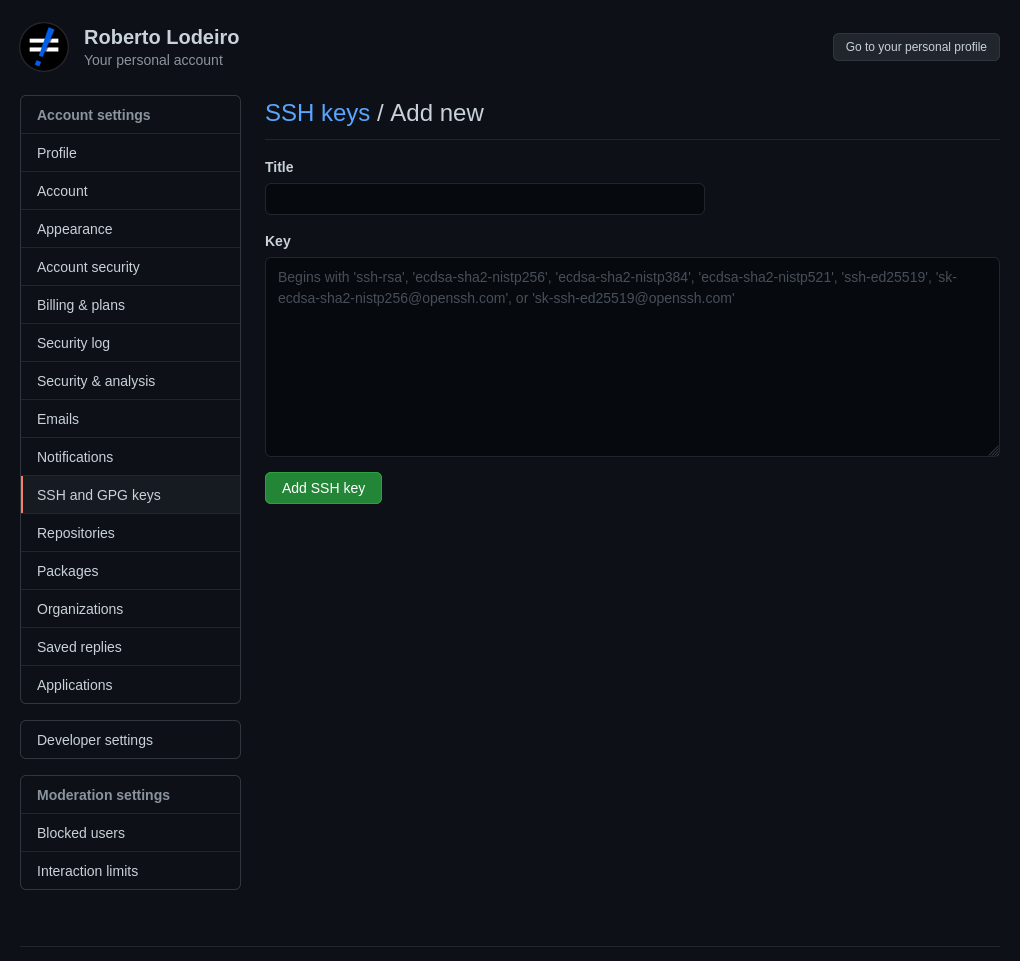 Roberto Lodeiro
Your personal account
Go to your personal profile
Account settings
Profile
Account
Appearance
Account security
Billing & plans
Security log
Security & analysis
Emails
Notifications
SSH and GPG keys
Repositories
Packages
Organizations
Saved replies
Applications
Developer settings
Moderation settings
Blocked users
Interaction limits
SSH keys / Add new
Title
Key
Begins with 'ssh-rsa', 'ecdsa-sha2-nistp256', 'ecdsa-sha2-nistp384', 'ecdsa-sha2-nistp521', 'ssh-ed25519', 'sk-
ecdsa-sha2-nistp256@openssh.com', or 'sk-ssh-ed25519@openssh.com'
Add SSH key